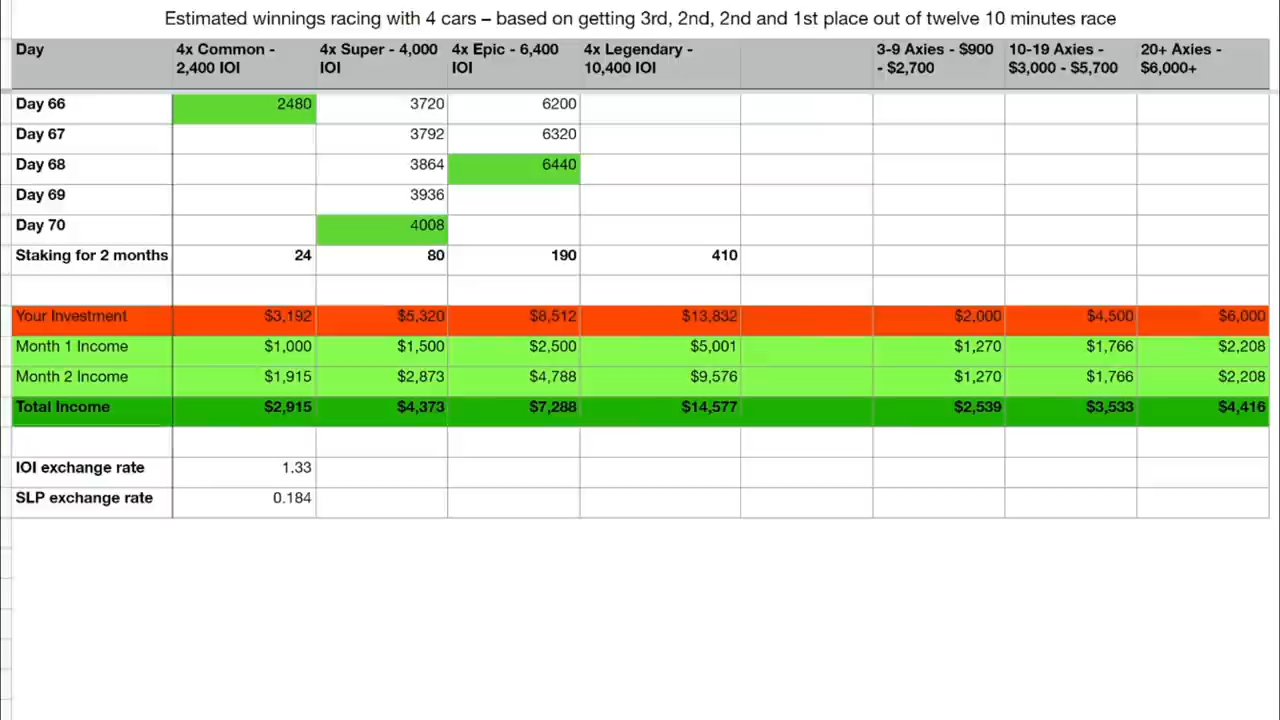 Estimated winnings racing with 4 cars – based on getting 3rd, 2nd, 2nd and 1st place out of twelve 10 minutes race
Day 4x Common - 2,400 IOI 4x Super - 4,000 IOI 4x Epic - 6,400 IOI 4x Legendary - 10,400 IOI 3-9 Axies - $900 - $2,700 10-19 Axies - $3,000 - $5,700 20+ Axies - $6,000+
Day 66 2480 3720 6200
Day 67 3792 6320
Day 68 3864 6440
Day 69 3936
Day 70 4008
Staking for 2 months 24 80 190 410
Your Investment $3,192 $5,320 $8,512 $13,832 $2,000 $4,500 $6,000
Month 1 Income $1,000 $1,500 $2,500 $5,001 $1,270 $1,766 $2,208
Month 2 Income $1,915 $2,873 $4,788 $9,576 $1,270 $1,766 $2,208
Total Income $2,915 $4,373 $7,288 $14,577 $2,539 $3,533 $4,416
IOI exchange rate 1.33
SLP exchange rate 0.184